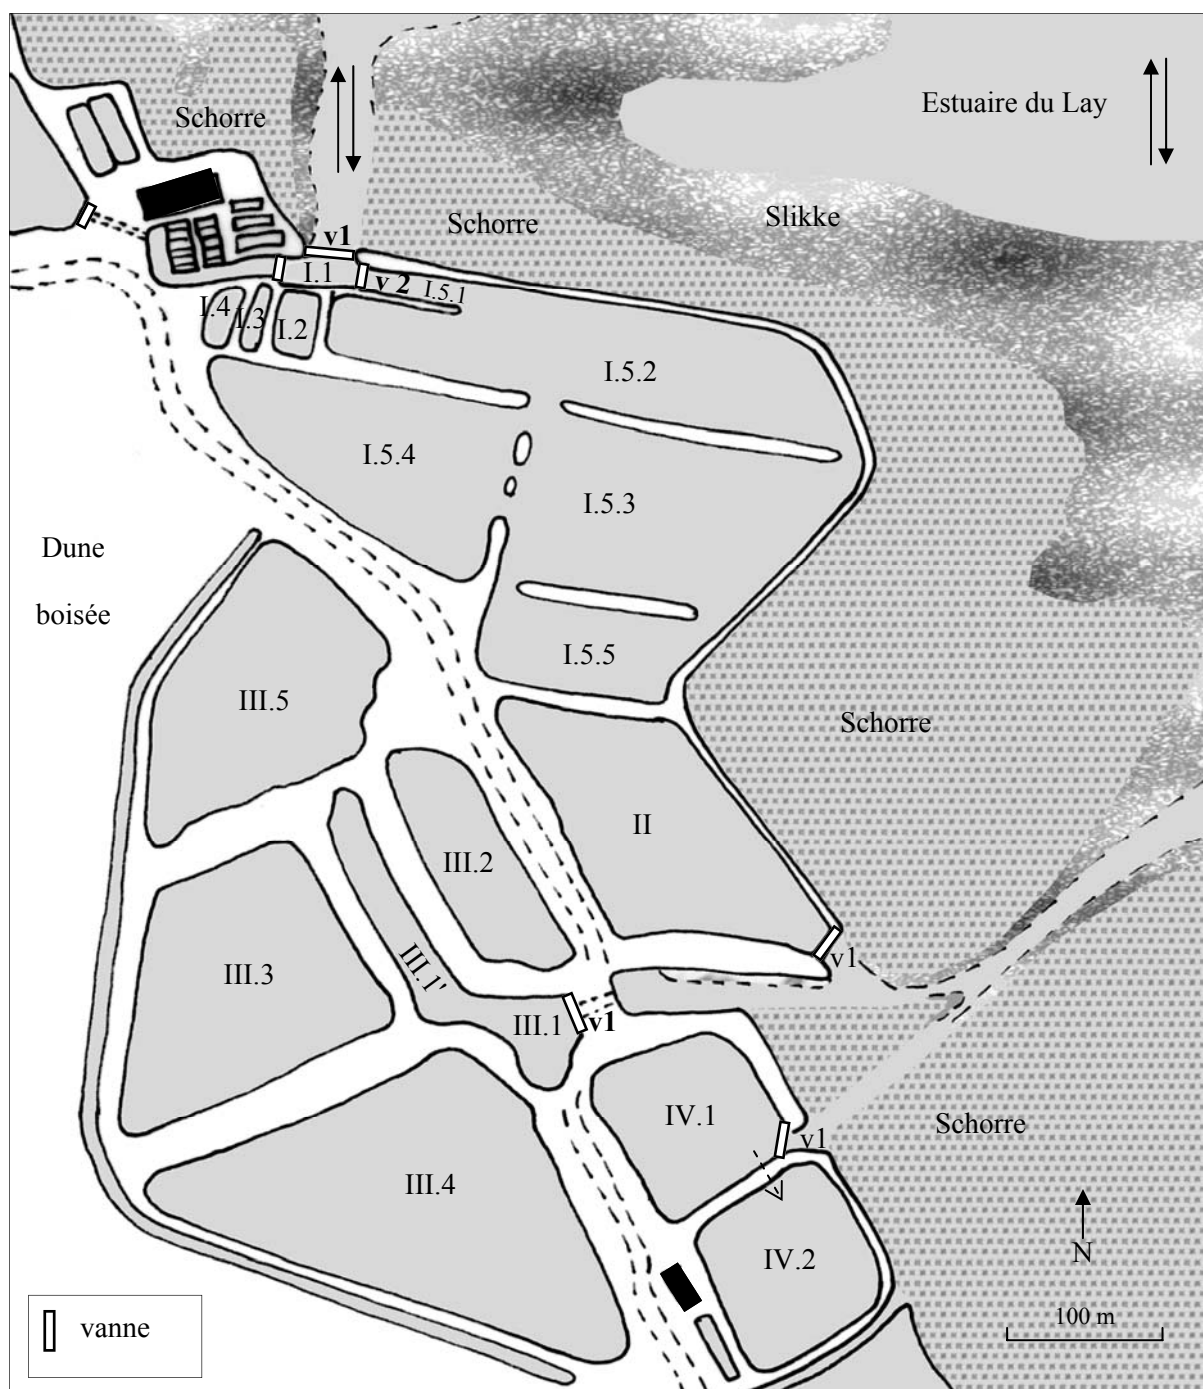 Schorre
Estuaire du Lay
Schorre
Slikke
v1
I.1
v 2
I.5.1
I.4
I.3
I.2
I.5.2
I.5.4
I.5.3
Dune
boisée
I.5.5
III.5
Schorre
II
III.2
v1
III.3
III.1'
III.1
v1
IV.1
v1
Schorre
III.4
N
IV.2
100 m
vanne